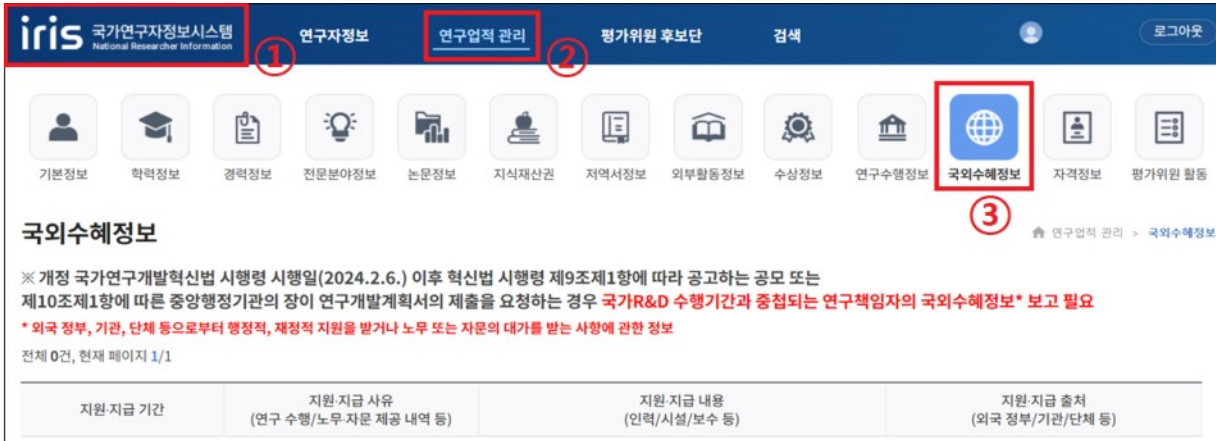 iris 국가연구자정보시스템
National Researcher Information
연구자정보
연구업적 관리
평가위원 후보단
검색
로그아웃
①
②
기본정보
학력정보
경력정보
전문분야정보
논문정보
지식재산권
저역서정보
외부활동정보
수상정보
연구수행정보
국외수혜정보
자격정보
평가위원 활동
③
국외수혜정보
연구업적 관리 > 국외수혜정보
※ 개정 국가연구개발혁신법 시행령 시행일(2024.2.6.) 이후 혁신법 시행령 제9조제1항에 따라 공고하는 공모 또는
제10조제1항에 따른 중앙행정기관의 장이 연구개발계획서의 제출을 요청하는 경우 국가R&D 수행기간과 중첩되는 연구책임자의 국외수혜정보* 보고 필요
* 외국 정부, 기관, 단체 등으로부터 행정적, 재정적 지원을 받거나 노무 또는 자문의 대가를 받는 사항에 관한 정보
전체 0건, 현재 페이지 1/1
지원·지급 기간
지원·지급 사유
(연구 수행/노무·자문 제공 내역 등)
지원·지급 내용
(인력/시설/보수 등)
지원·지급 출처
(외국 정부/기관/단체 등)